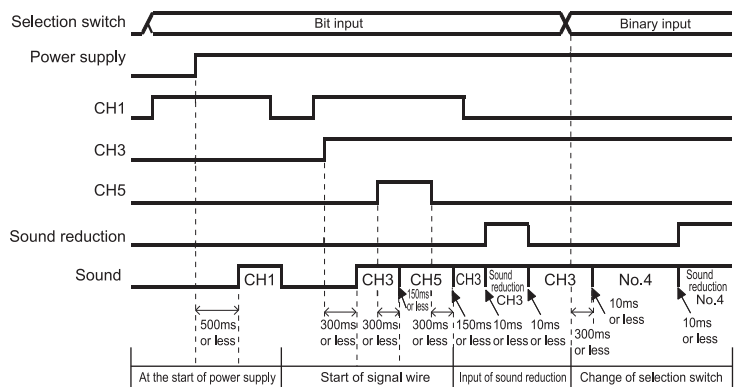 Selection switch
Bit input
Binary input
Power supply
CH1
CH3
CH5
Sound reduction
Sound
CH1
CH3
CH5
CH3
Sound
reduction
CH3
CH3
No.4
Sound
reduction
No.4
150ms
or less
500ms
or less
300ms
or less
300ms
or less
300ms
or less
150ms
or less
10ms
or less
10ms
or less
300ms
or less
10ms
or less
10ms
or less
At the start of power supply
Start of signal wire
Input of sound reduction
Change of selection switch